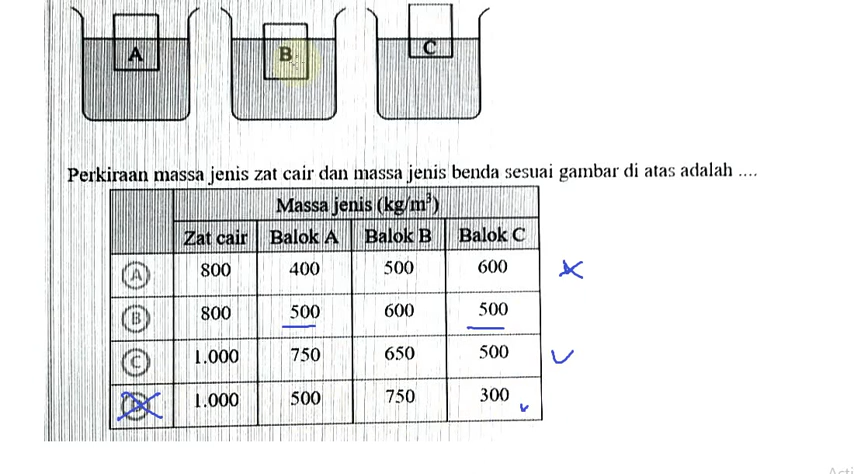 A B C
Perkiraan massa jenis zat cair dan massa jenis benda sesuai gambar di atas adalah ....
Massa jenis (kg/m³)
Zat cair Balok A Balok B Balok C
A 800 400 500 600
B 800 500 600 500
C 1.000 750 650 500
1.000 500 750 300